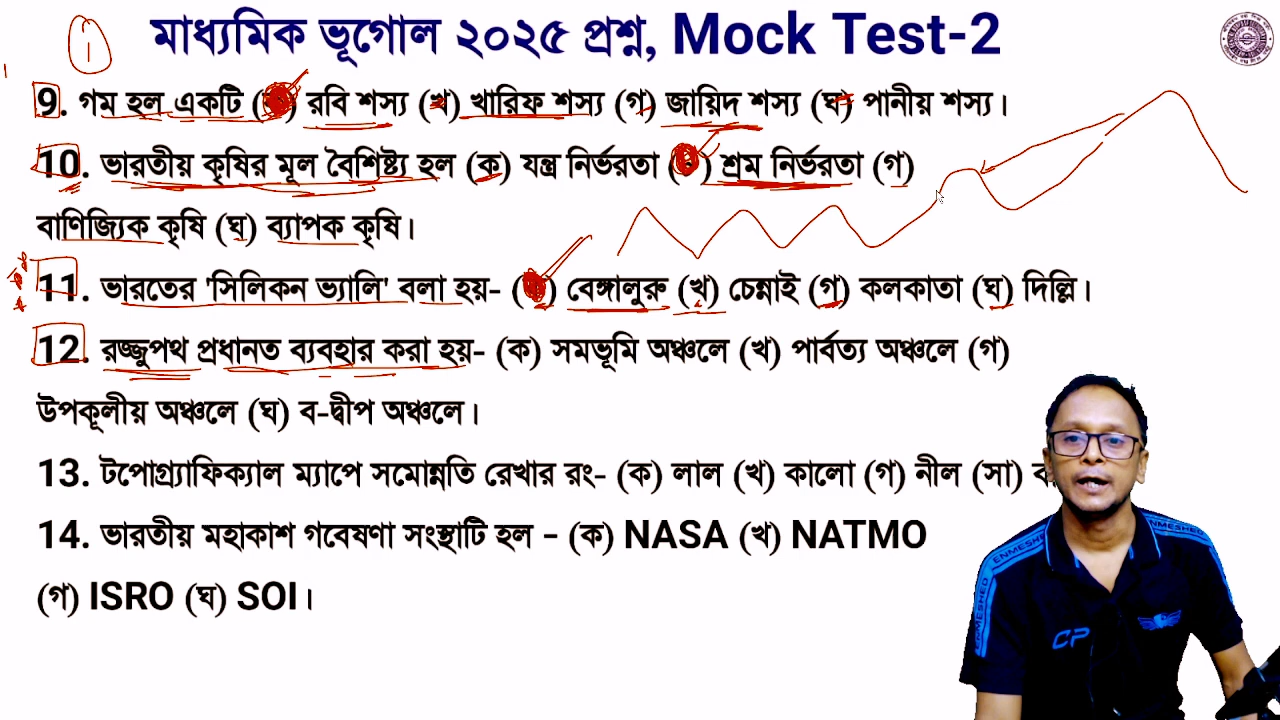 মাধ্যমিক ভূগোল ২০২৫ প্রশ্ন, Mock Test-2
9. গম হল একটি () রবি শস্য (খ) খারিফ শস্য (গ) জায়িদ শস্য (ঘ) পানীয় শস্য।
10. ভারতীয় কৃষির মূল বৈশিষ্ট্য হল (ক) যন্ত্র নির্ভরতা () শ্রম নির্ভরতা (গ)
বাণিজ্যিক কৃষি (ঘ) ব্যাপক কৃষি।
11. ভারতের 'সিলিকন ভ্যালি' বলা হয়- () বেঙ্গালুরু (খ) চেন্নাই (গ) কলকাতা (ঘ) দিল্লি।
12. রজ্জুপথ প্রধানত ব্যবহার করা হয়- (ক) সমভূমি অঞ্চলে (খ) পার্বত্য অঞ্চলে (গ)
উপকূলীয় অঞ্চলে (ঘ) ব-দ্বীপ অঞ্চলে।
13. টপোগ্র্যাফিক্যাল ম্যাপে সমোন্নতি রেখার রং- (ক) লাল (খ) কালো (গ) নীল (সা)
14. ভারতীয় মহাকাশ গবেষণা সংস্থাটি হল – (ক) NASA (খ) NATMO
(গ) ISRO (ঘ) SOI।
ENMESHED
ENMESHED
CP